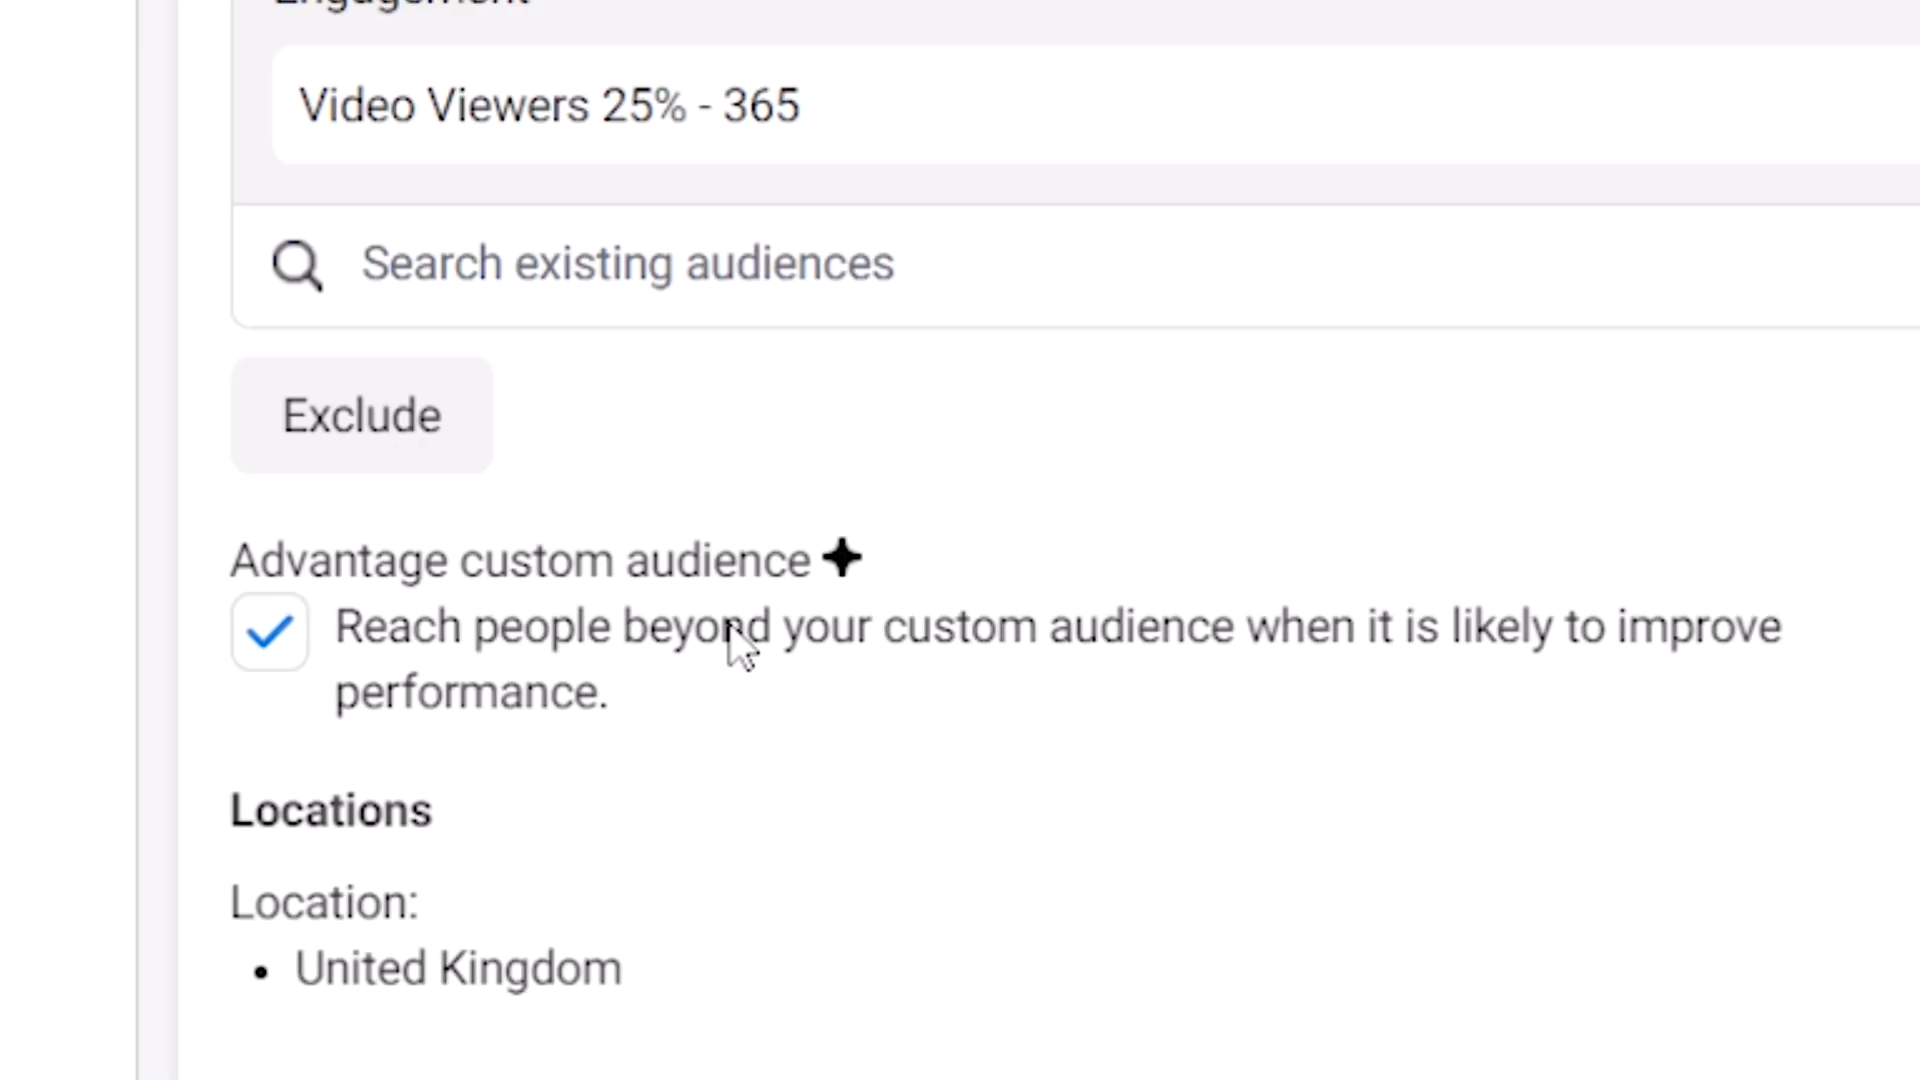 Engagement
Video Viewers 25% - 365
Search existing audiences
Exclude
Advantage custom audience
Reach people beyond your custom audience when it is likely to improve
performance.
Locations
Location:
• United Kingdom